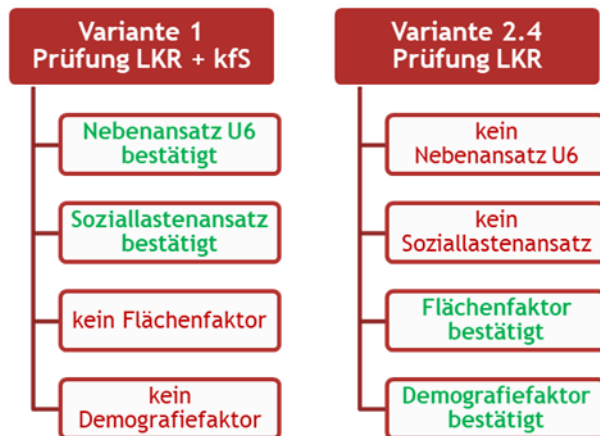 Variante 1
Prüfung LKR + kfS
Nebenansatz U6
bestätigt
Soziallastenansatz
bestätigt
kein Flächenfaktor
kein
Demografiefaktor
Variante 2.4
Prüfung LKR
kein
Nebenansatz U6
kein
Soziallastenansatz
Flächenfaktor
bestätigt
Demografiefaktor
bestätigt